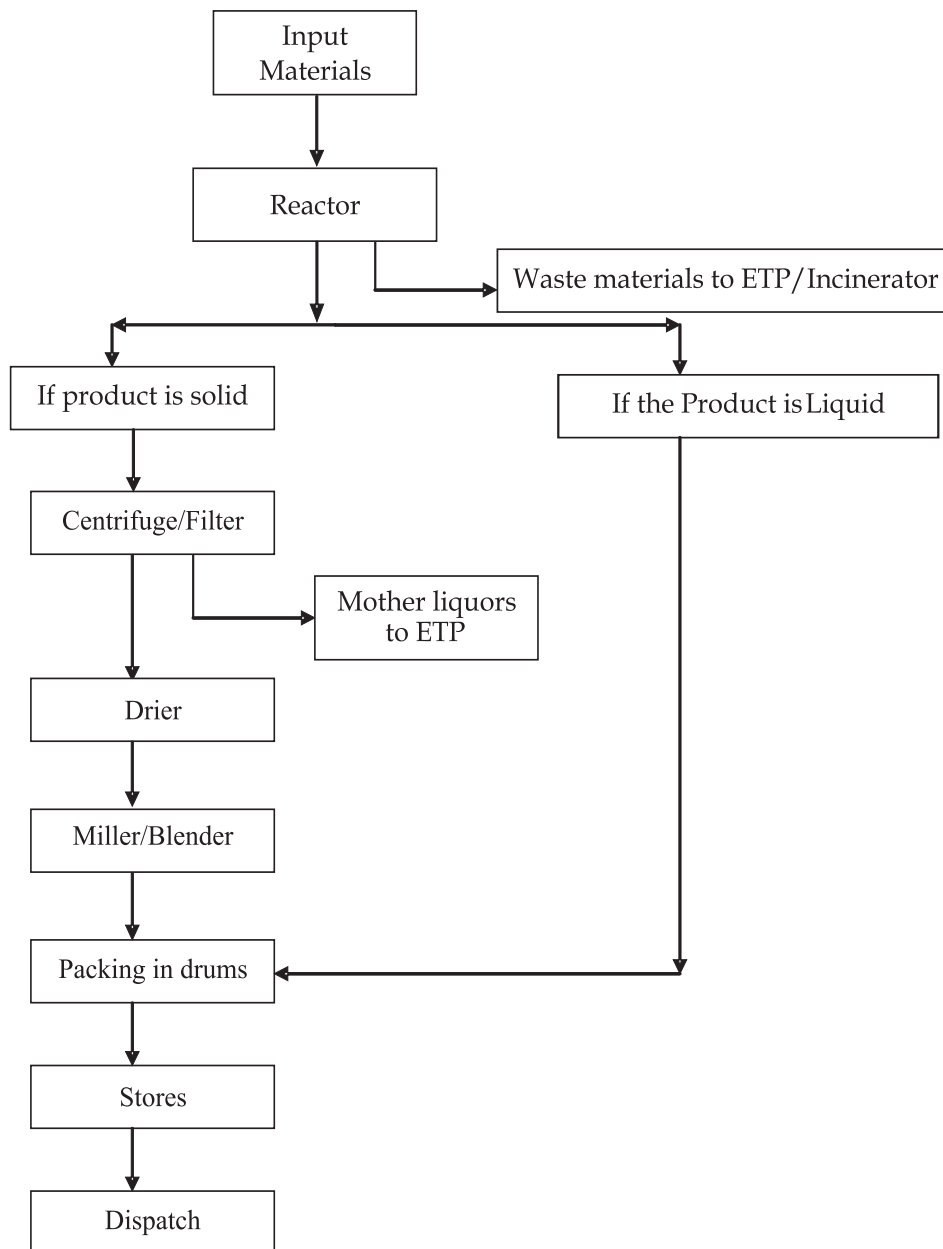 Input
Materials
Reactor
Waste materials to ETP/Incinerator
If product is solid
If the Product is Liquid
Centrifuge/Filter
Mother liquors
to ETP
Drier
Miller/Blender
Packing in drums
Stores
Dispatch